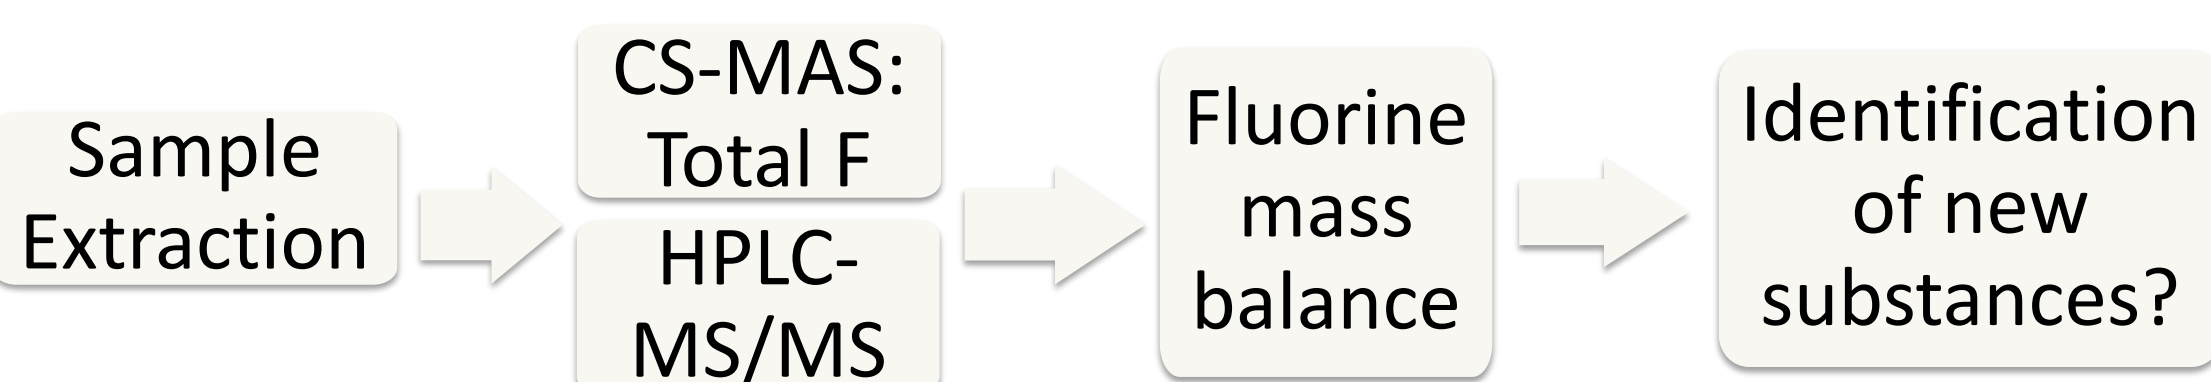 Sample
Extraction
CS-MAS:
Total F
HPLC-
MS/MS
Fluorine
mass
balance
Identification
of new
substances?